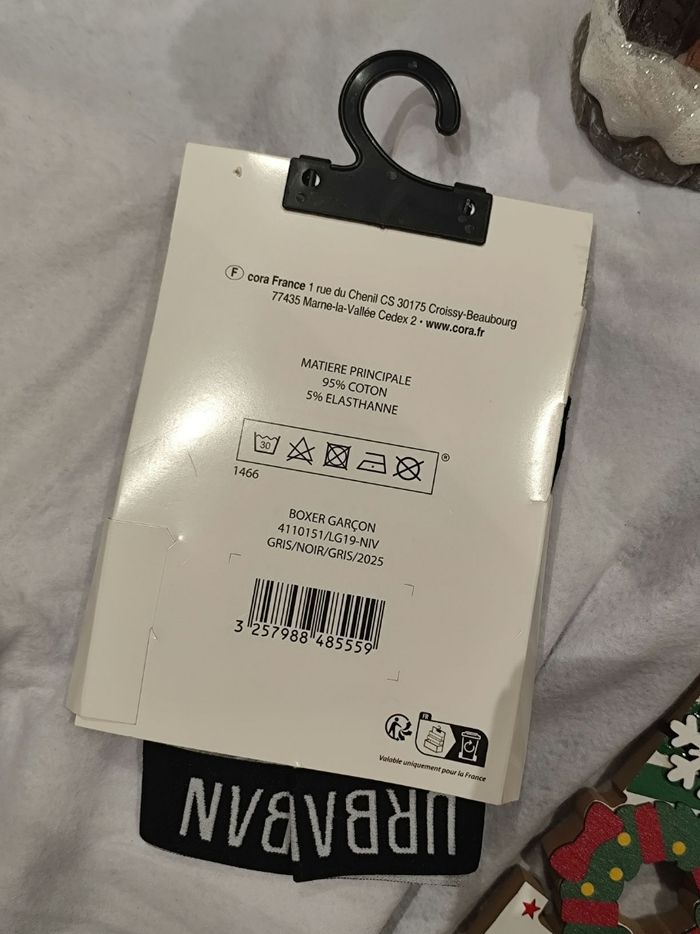 F cora France 1 rue du Chenil CS 30175 Croissy-Beaubourg
77435 Marne-la-Vallée Cedex 2 • www.cora.fr
MATIERE PRINCIPALE
95% COTON
5% ELASTHANNE
30
®
1466
BOXER GARÇON
4110151/LG19-NIV
GRIS/NOIR/GRIS/2025
3 257988 485559
FR
Valable uniquement pour la France
URBABAN